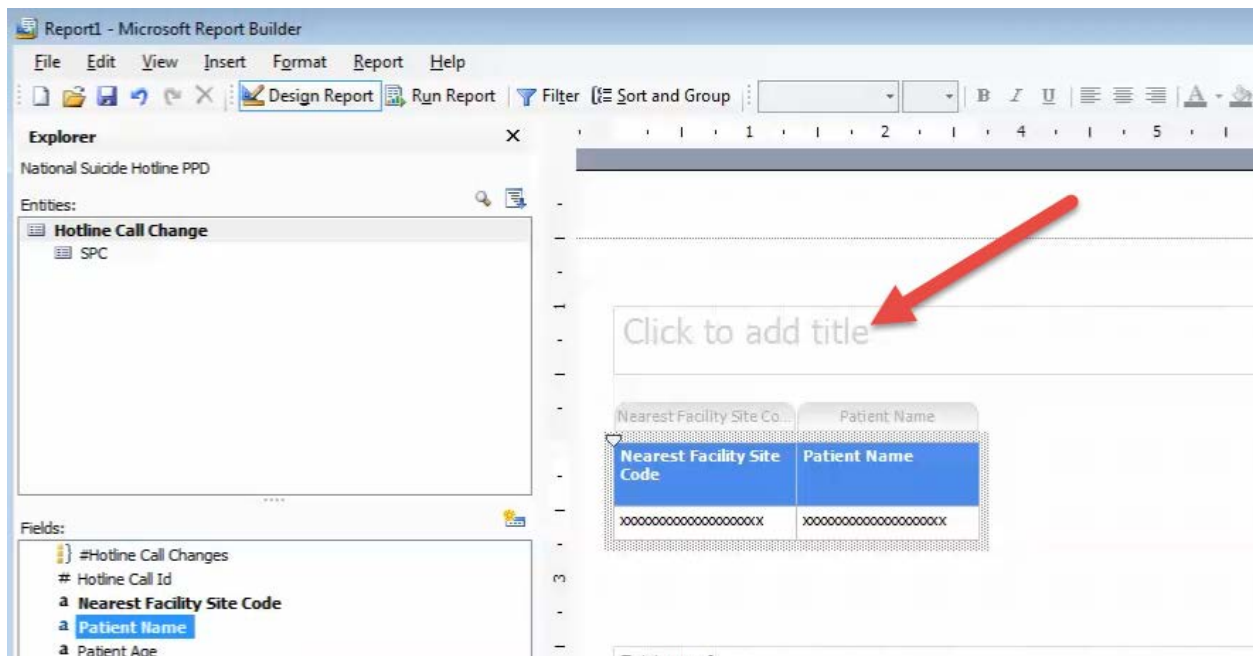 Report1 - Microsoft Report Builder
File Edit View Insert Format Report Help
Design Report Run Report Filter Sort and Group B I U A
Explorer
National Suicide Hotline PPD
Entities:
Hotline Call Change
SPC
1 2 4 5
1
Click to add title
Nearest Facility Site Co... Patient Name
Nearest Facility Site Patient Name
Code
xxxxxxxxxxxxxxxxxxxx xxxxxxxxxxxxxxxxxxxx
3
Fields:
#Hotline Call Changes
# Hotline Call Id
a Nearest Facility Site Code
a Patient Name
a Patient Age